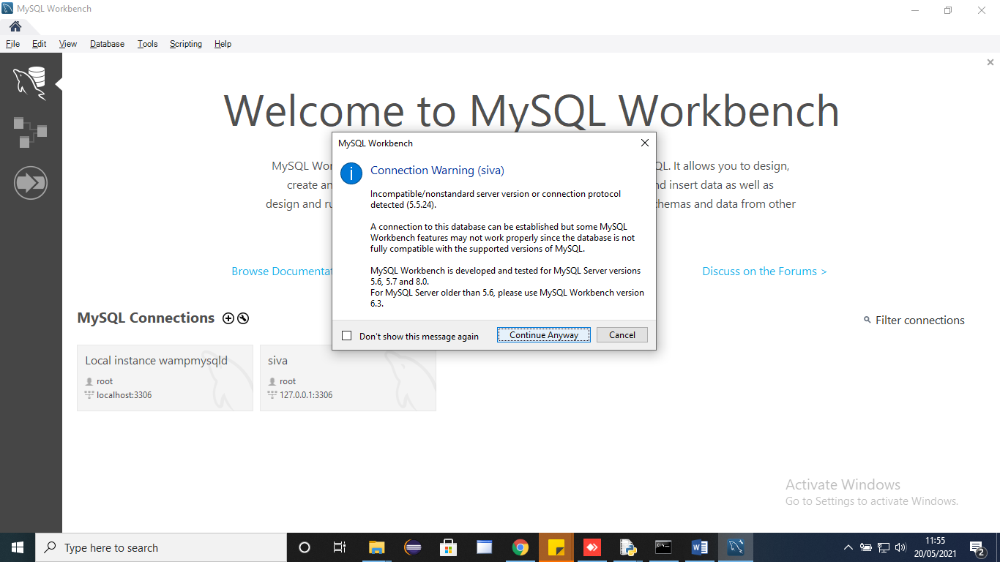 MySQL Workbench
File Edit View Database Tools Scripting Help
Welcome to MySQL Workbench
MySQL Wor
QL. It allows you to design,
create an
d insert data as well as
design and ru
hemas and data from other
Browse Documentat
Discuss on the Forums >
MySQL Workbench
Connection Warning (siva)
Incompatible/nonstandard server version or connection protocol
detected (5.5.24).
A connection to this database can be established but some MySQL
Workbench features may not work properly since the database is not
fully compatible with the supported versions of MySQL.
MySQL Workbench is developed and tested for MySQL Server versions
5.6, 5.7 and 8.0.
For MySQL Server older than 5.6, please use MySQL Workbench version
6.3.
Don't show this message again
Continue Anyway
Cancel
MySQL Connections
Filter connections
Local instance wampmysqld
root
localhost:3306
siva
root
127.0.0.1:3306
Activate Windows
Go to Settings to activate Windows.
Type here to search
11:55
20/05/2021
2